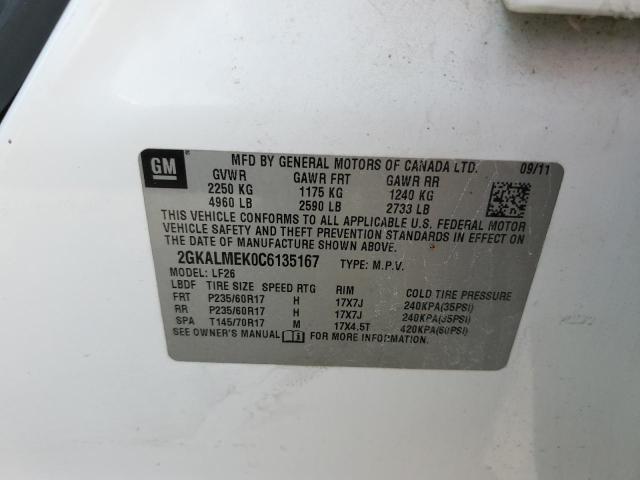 GM
MFD BY GENERAL MOTORS OF CANADA LTD. 09/11
GVWR GAWR FRT GAWR RR
2250 KG 1175 KG 1240 KG
4960 LB 2590 LB 2733 LB
THIS VEHICLE CONFORMS TO ALL APPLICABLE U.S. FEDERAL MOTOR
VEHICLE SAFETY AND THEFT PREVENTION STANDARDS IN EFFECT ON
THE DATE OF MANUFACTURE SHOWN ABOVE.
2GKALMEK0C6135167 TYPE: M.P.V.
MODEL: LF26
LBDF TIRE SIZE SPEED RTG RIM COLD TIRE PRESSURE
FRT P235/60R17 H 17X7J 240KPA(35PSI)
RR P235/60R17 H 17X7J 240KPA(35PSI)
SPA T145/70R17 M 17X4.5T 420KPA(60PSI)
SEE OWNER'S MANUAL FOR MORE INFORMATION.